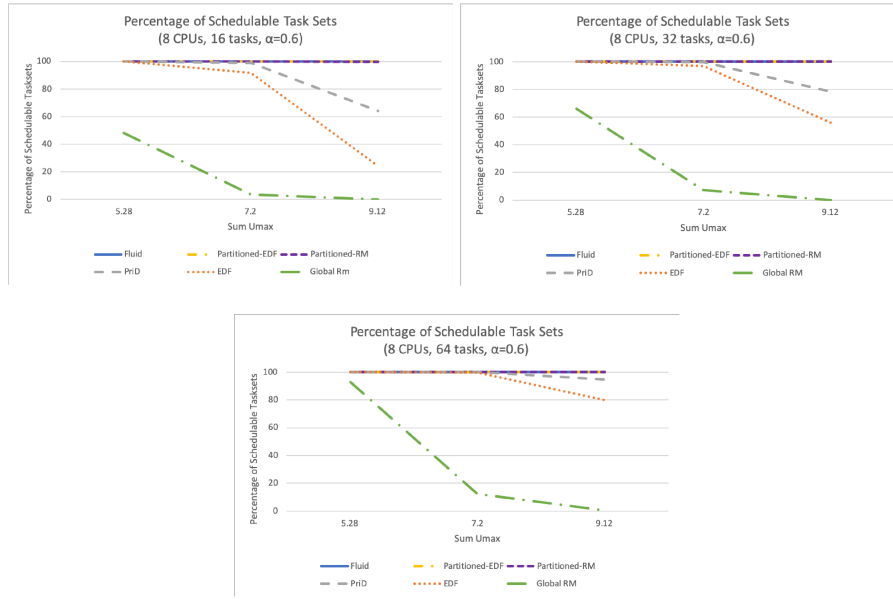 Percentage of Schedulable Task Sets
(8 CPUs, 16 tasks, α=0.6)
Percentage of Schedulable Tasksets
100
80
60
40
20
0
5.28
7.2
9.12
Sum Umax
Fluid
Partitioned-EDF
Partitioned-RM
PriD
EDF
Global Rm
Percentage of Schedulable Task Sets
(8 CPUs, 32 tasks, α=0.6)
Percentage of Schedulable Tasksets
100
80
60
40
20
0
5.28
7.2
9.12
Sum Umax
Fluid
Partitioned-EDF
Partitioned-RM
PriD
EDF
Global RM
Percentage of Schedulable Task Sets
(8 CPUs, 64 tasks, α=0.6)
Percentage of Schedulable Tasksets
100
80
60
40
20
0
5.28
7.2
9.12
Sum Umax
Fluid
Partitioned-EDF
Partitioned-RM
PriD
EDF
Global RM